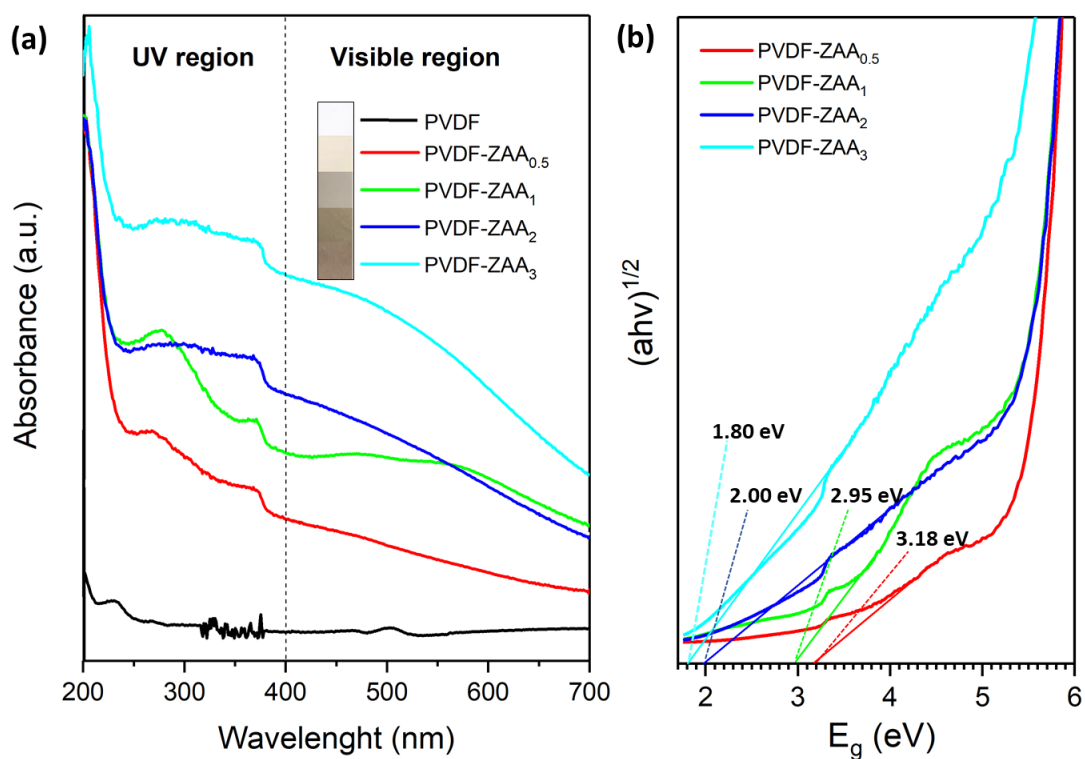 (a)
UV region
Visible region
PVDF
PVDF-ZAA0.5
PVDF-ZAA1
PVDF-ZAA2
PVDF-ZAA3
Absorbance (a.u.)
200 300 400 500 600 700
Wavelenght (nm)
(b)
PVDF-ZAA0.5
PVDF-ZAA1
PVDF-ZAA2
PVDF-ZAA3
(ahv)1/2
1.80 eV
2.00 eV
2.95 eV
3.18 eV
2 3 4 5 6
Eg (eV)